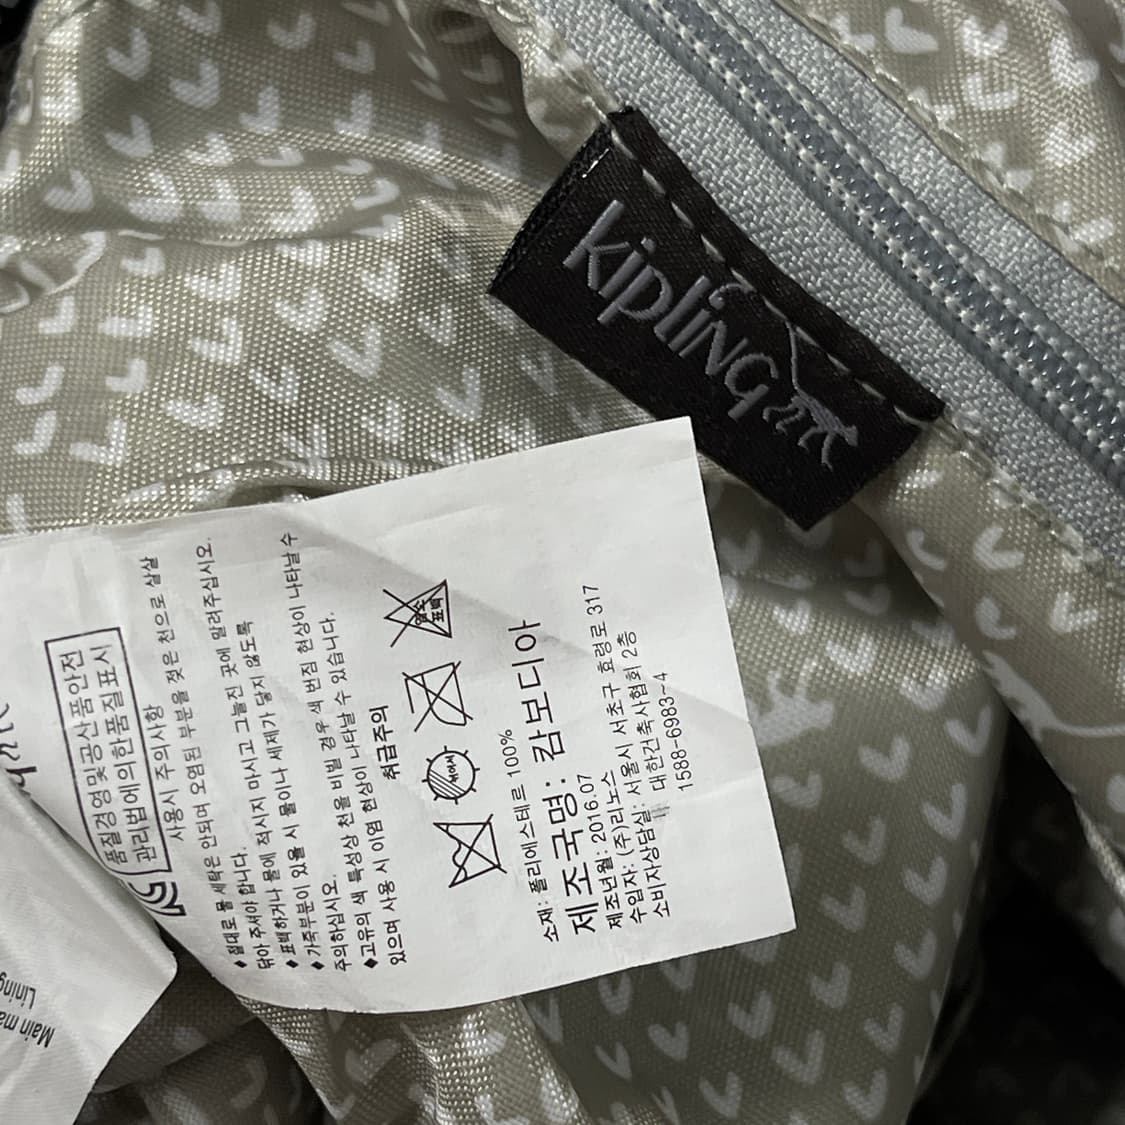 kipling
품질경영및공산품안전
관리법에의한품질표시
사용시 주의사항
♦절대로 물 세탁은 안되며 오염된 부분을 젖은 천으로 살살
닦아 주셔야 합니다.
♦표백하거나 물에 적시지 마시고 그늘진 곳에 말려주십시오.
♦가죽부분이 있을 시 물이나 세제가 닿지 않도록
주의하십시오.
♦고유의 색 특성상 천을 비빌 경우 색 번짐 현상이 나타날 수
있으며 사용 시 이염 현상이 나타날 수 있습니다.
취급주의
염소
표백
소재: 폴리에스테르 100%
제조국명: 캄보디아
제조년월: 2016.07
수입자: (주)리노스
소비자상담실: 서울시 서초구 효령로 317
대한건축사협회 2층
1588-6983~4
Main ma
Lining